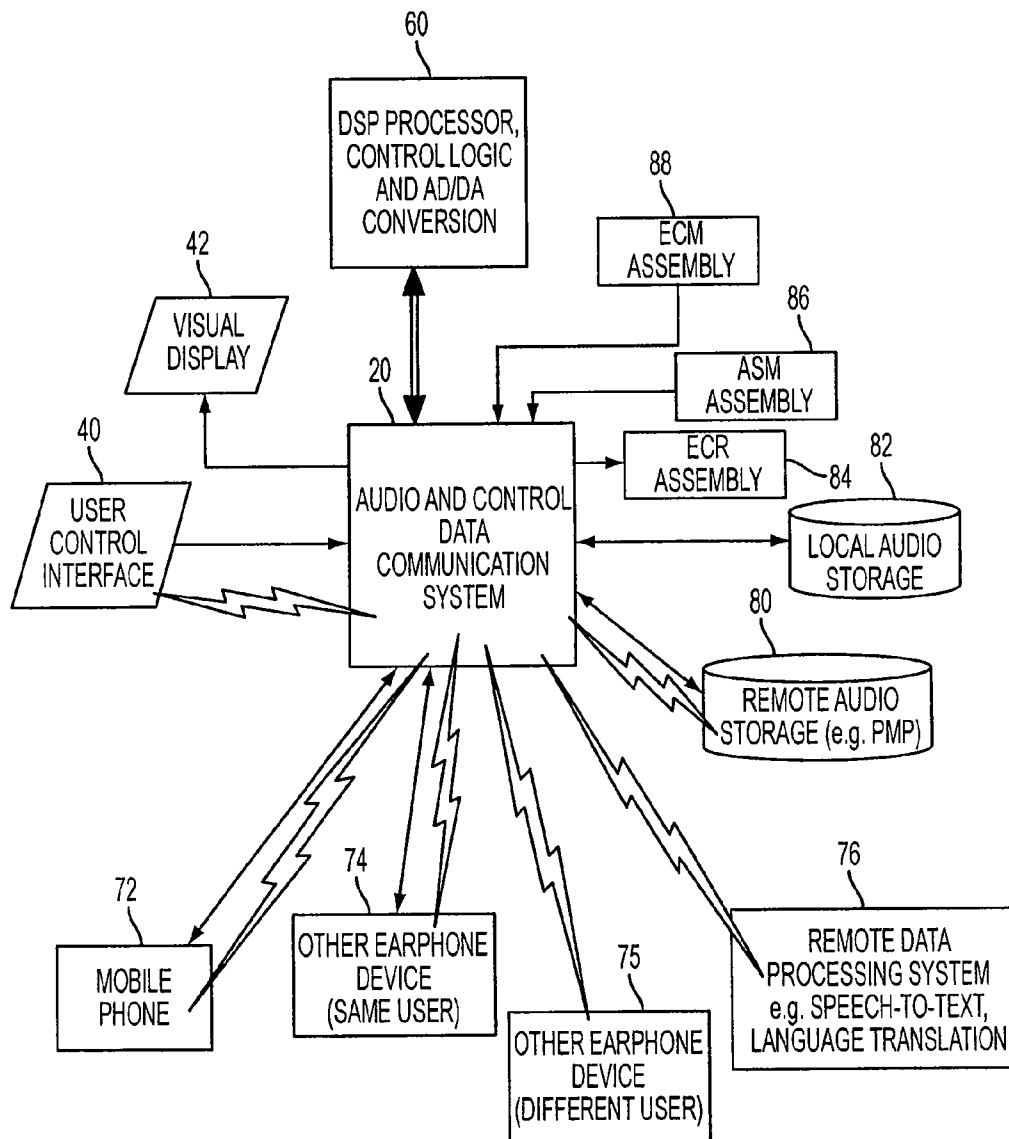 60
DSP PROCESSOR,
CONTROL LOGIC
AND AD/DA
CONVERSION
88
ECM
ASSEMBLY
42
VISUAL
DISPLAY
86
ASM
ASSEMBLY
20
ECR
ASSEMBLY
84
82
LOCAL AUDIO
STORAGE
40
USER
CONTROL
INTERFACE
AUDIO AND CONTROL
DATA
COMMUNICATION
SYSTEM
80
REMOTE AUDIO
STORAGE (e.g. PMP)
72
MOBILE
PHONE
74
OTHER EARPHONE
DEVICE
(SAME USER)
75
OTHER EARPHONE
DEVICE
(DIFFERENT USER)
76
REMOTE DATA
PROCESSING SYSTEM
e.g. SPEECH-TO-TEXT,
LANGUAGE TRANSLATION